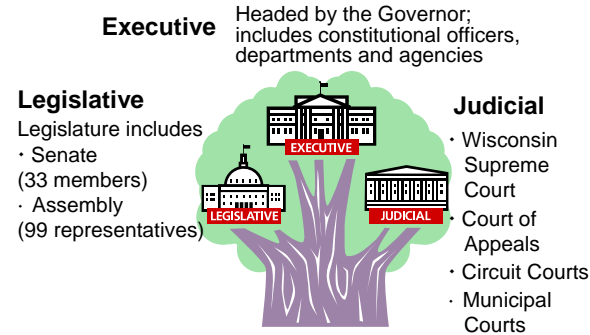 Executive
Headed by the Governor;
includes constitutional officers,
departments and agencies
Legislative
Legislature includes
· Senate
(33 members)
· Assembly
(99 representatives)
EXECUTIVE
LEGISLATIVE
JUDICIAL
Judicial
· Wisconsin
Supreme
Court
· Court of
Appeals
· Circuit Courts
· Municipal
Courts